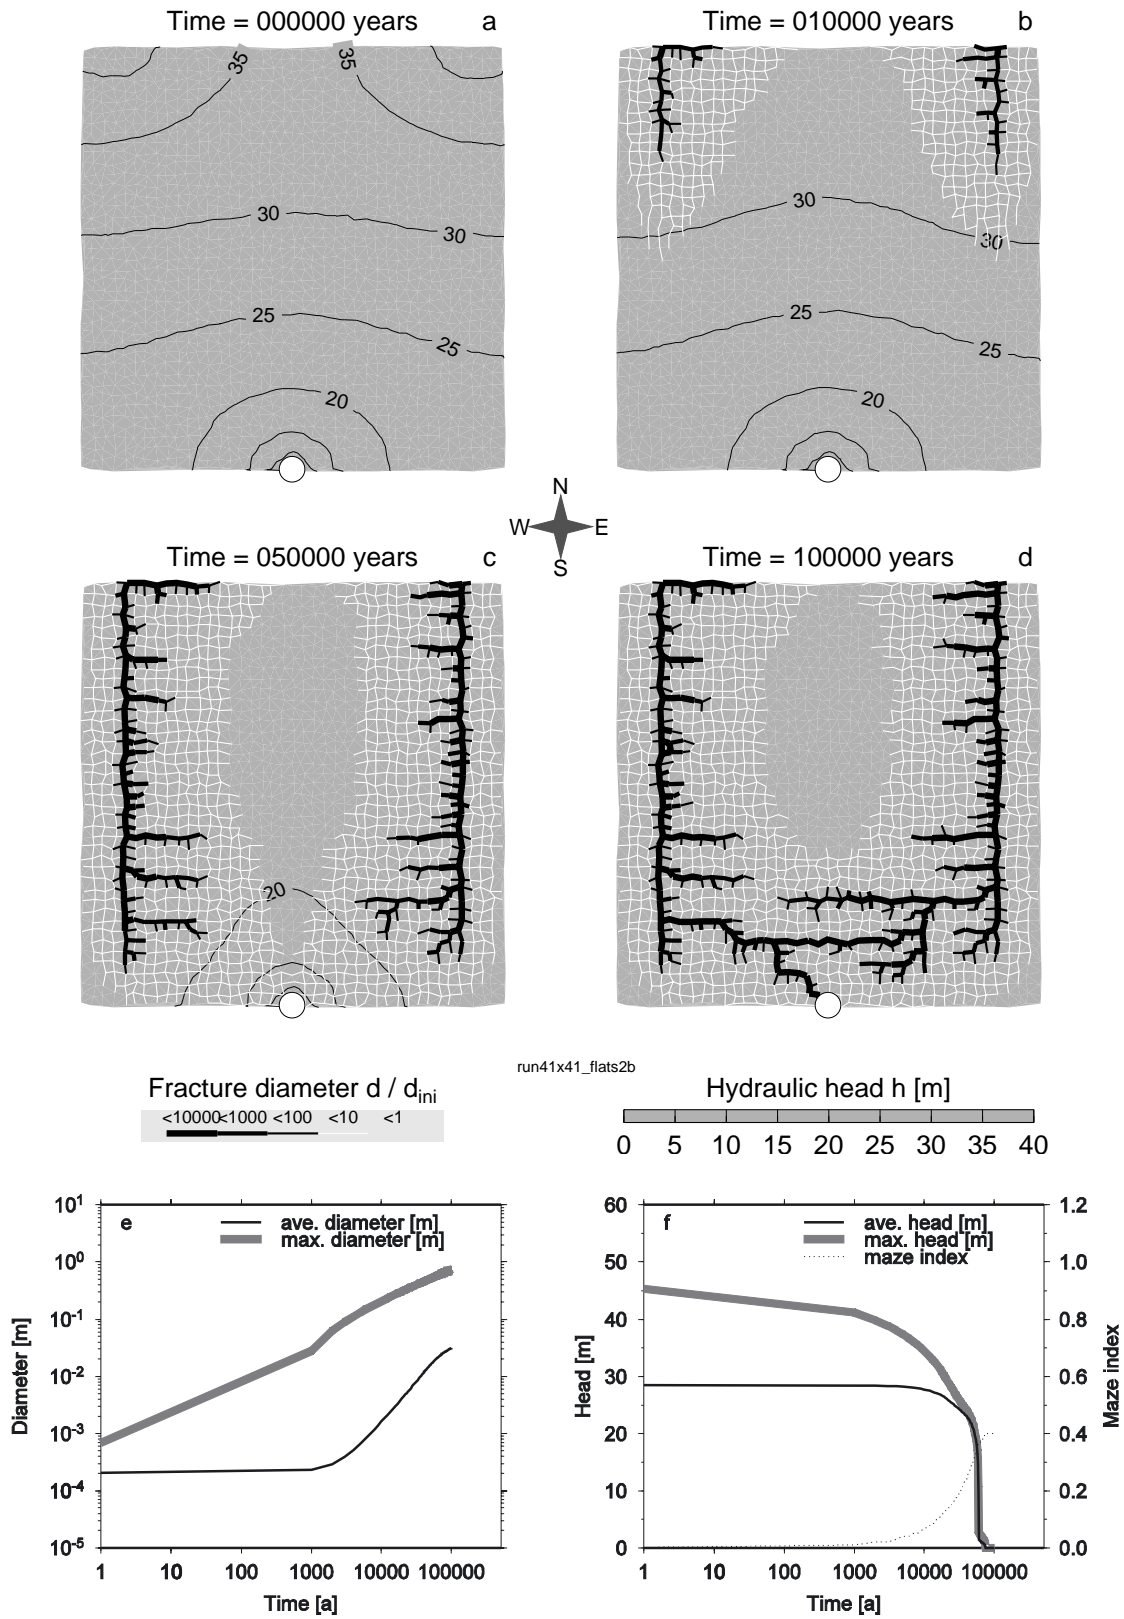 Time = 000000 years a
35 35
30 30
25 25
20
Time = 010000 years b
30 30
25 25
20
N
W E
S
Time = 050000 years c
20
Time = 100000 years d
run41x41_flats2b
Fracture diameter d / dini
<10000 <1000 <100 <10 <1
Hydraulic head h [m]
0 5 10 15 20 25 30 35 40
e
ave. diameter [m]
max. diameter [m]
10¹
10⁰
10⁻¹
10⁻²
10⁻³
10⁻⁴
10⁻⁵
Diameter [m]
1 10 100 1000 10000 100000
Time [a]
f
ave. head [m]
max. head [m]
maze index
60
50
40
30
20
10
0
Head [m]
1.2
1.0
0.8
0.6
0.4
0.2
0.0
Maze index
1 10 100 1000 10000 100000
Time [a]